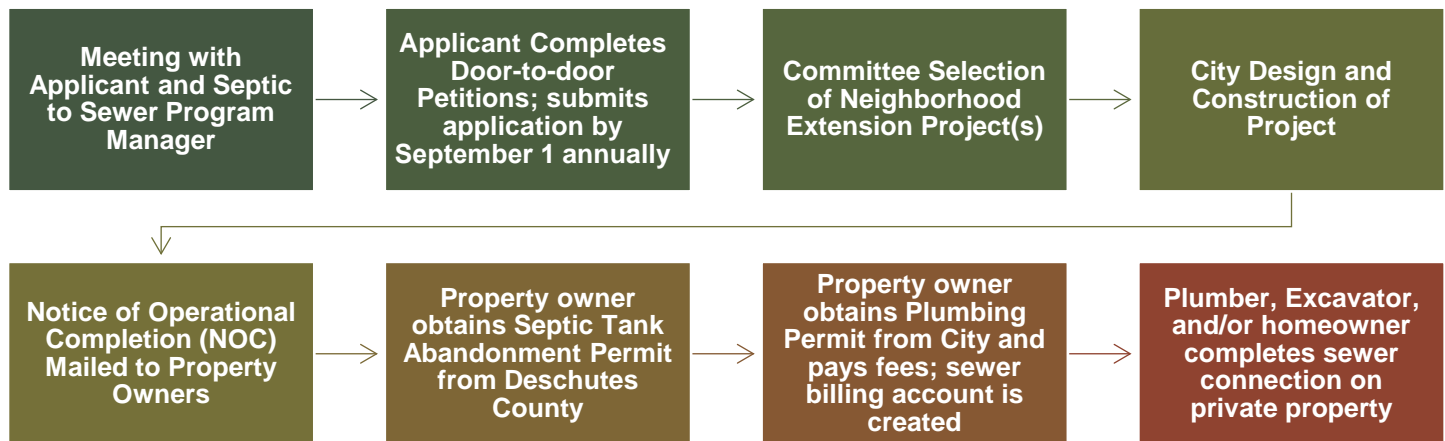 Meeting with
Applicant and Septic
to Sewer Program
Manager
Applicant Completes
Door-to-door
Petitions; submits
application by
September 1 annually
Committee Selection
of Neighborhood
Extension Project(s)
City Design and
Construction of
Project
Notice of Operational
Completion (NOC)
Mailed to Property
Owners
Property owner
obtains Septic Tank
Abandonment Permit
from Deschutes
County
Property owner
obtains Plumbing
Permit from City and
pays fees; sewer
billing account is
created
Plumber, Excavator,
and/or homeowner
completes sewer
connection on
private property